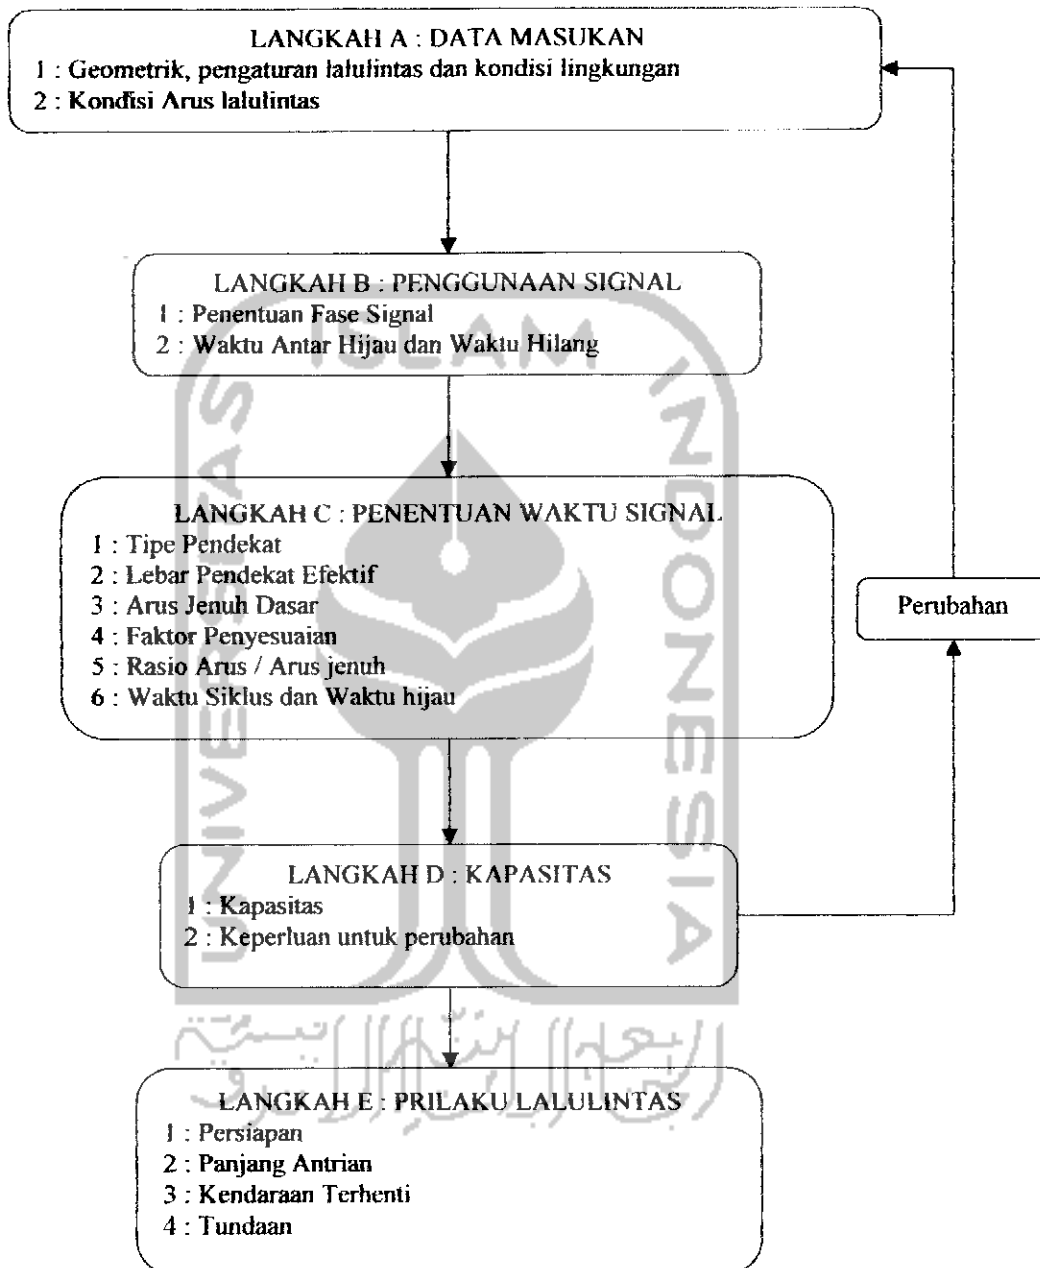 LANGKAH A : DATA MASUKAN
1 : Geometrik, pengaturan lalulintas dan kondisi lingkungan
2 : Kondisi Arus lalulintas
LANGKAH B : PENGGUNAAN SIGNAL
1 : Penentuan Fase Signal
2 : Waktu Antar Hijau dan Waktu Hilang
LANGKAH C : PENENTUAN WAKTU SIGNAL
1 : Tipe Pendekat
2 : Lebar Pendekat Efektif
3 : Arus Jenuh Dasar
4 : Faktor Penyesuaian
5 : Rasio Arus / Arus jenuh
6 : Waktu Siklus dan Waktu hijau
Perubahan
LANGKAH D : KAPASITAS
1 : Kapasitas
2 : Keperluan untuk perubahan
LANGKAH E : PRILAKU LALULINTAS
1 : Persiapan
2 : Panjang Antrian
3 : Kendaraan Terhenti
4 : Tundaan
UNIVERSITAS
ISLAM
INDONESIA